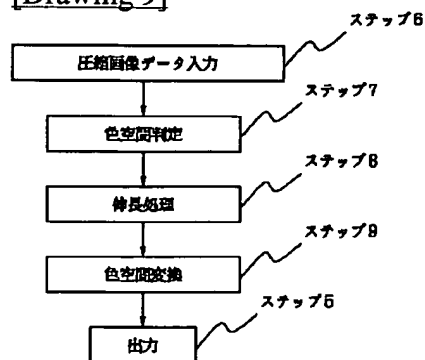 [Drawing 9]
ステップ6
圧縮画像データ入力
ステップ7
色空間判定
ステップ8
伸長処理
ステップ9
色空間変換
ステップ5
出力